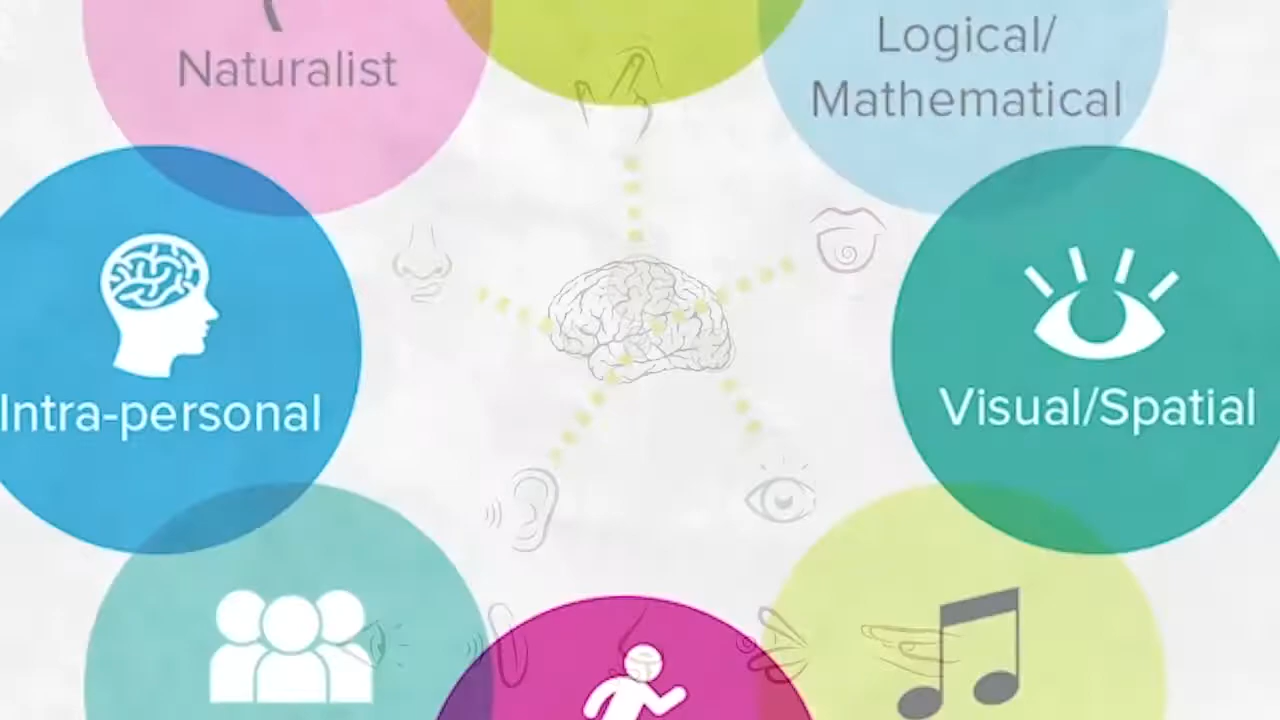 Logical/
Naturalist
Mathematical
Intra-personal
Visual/Spatial